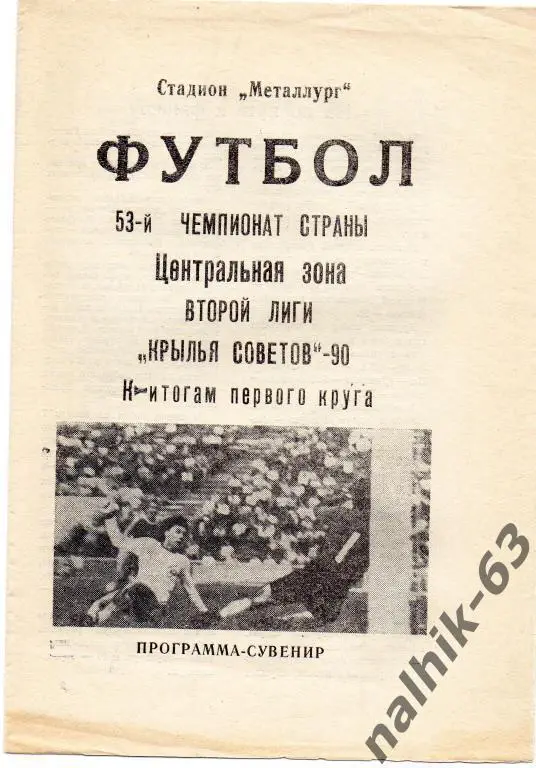 Стадион „Металлург“
ФУТБОЛ
53-й ЧЕМПИОНАТ СТРАНЫ
Центральная зона
ВТОРОЙ ЛИГИ
„КРЫЛЬЯ СОВЕТОВ“-90
К итогам первого круга
ПРОГРАММА-СУВЕНИР
nalhik-63